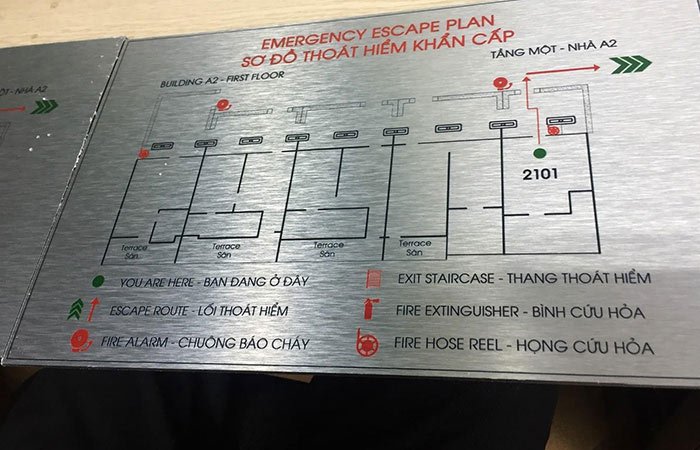 EMERGENCY ESCAPE PLAN
SƠ ĐỒ THOÁT HIỂM KHẨN CẤP
MỘT - NHÀ A2
BUILDING A2 - FIRST FLOOR
TẦNG MỘT - NHÀ A2
2101
Terrace
Sân
Terrace
Sân
Terrace
Sân
Terrace
Sân
YOU ARE HERE - BẠN ĐANG Ở ĐÂY
EXIT STAIRCASE - THANG THOÁT HIỂM
ESCAPE ROUTE - LỐI THOÁT HIỂM
FIRE EXTINGUISHER - BÌNH CỨU HỎA
FIRE ALARM - CHUÔNG BÁO CHÁY
FIRE HOSE REEL - HỌNG CỨU HỎA